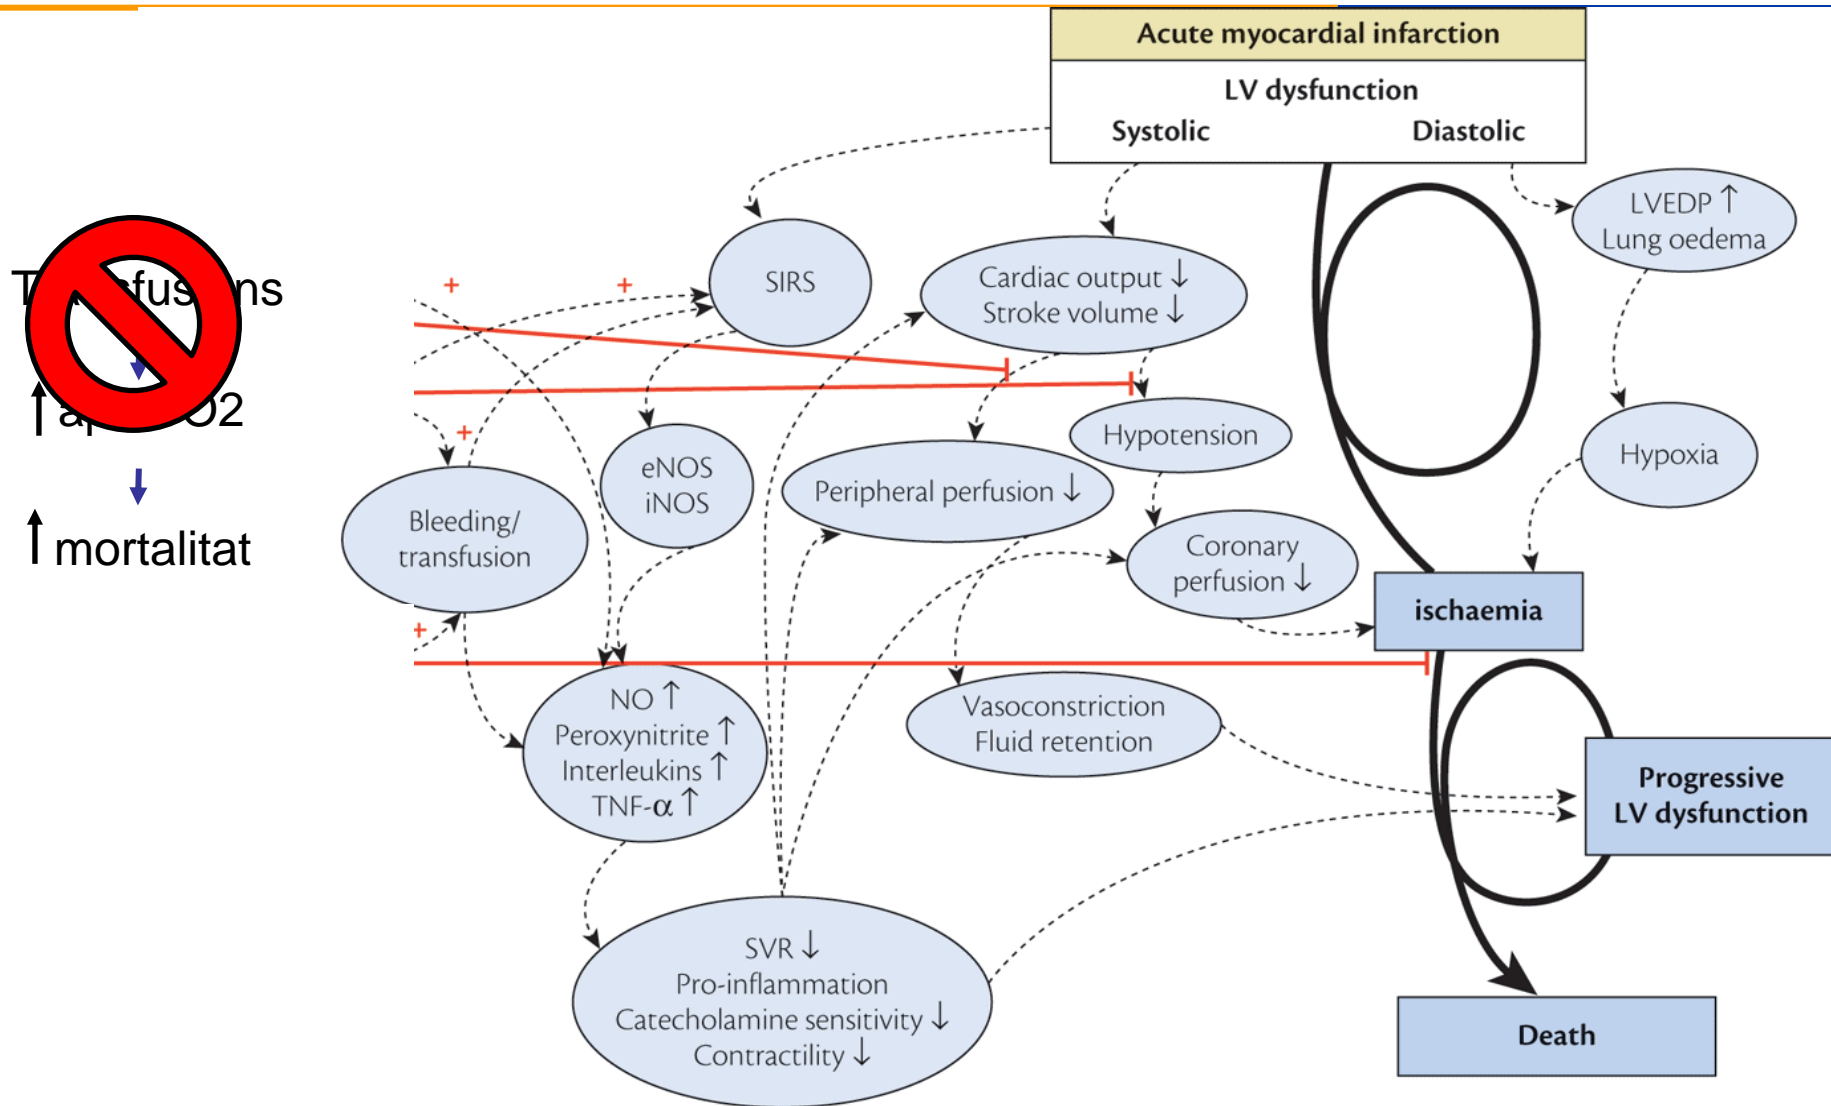 Acute myocardial infarction
LV dysfunction
Systolic Diastolic
LVEDP ↑
Lung oedema
SIRS
Cardiac output ↓
Stroke volume ↓
+ +
O2
↑ mortalitat
+
Hypotension
Hypoxia
eNOS
iNOS
Peripheral perfusion ↓
Bleeding/
transfusion
Coronary
perfusion ↓
ischaemia
+
NO ↑
Peroxynitrite ↑
Interleukins ↑
TNF-α ↑
Vasoconstriction
Fluid retention
Progressive
LV dysfunction
SVR ↓
Pro-inflammation
Catecholamine sensitivity ↓
Contractility ↓
Death